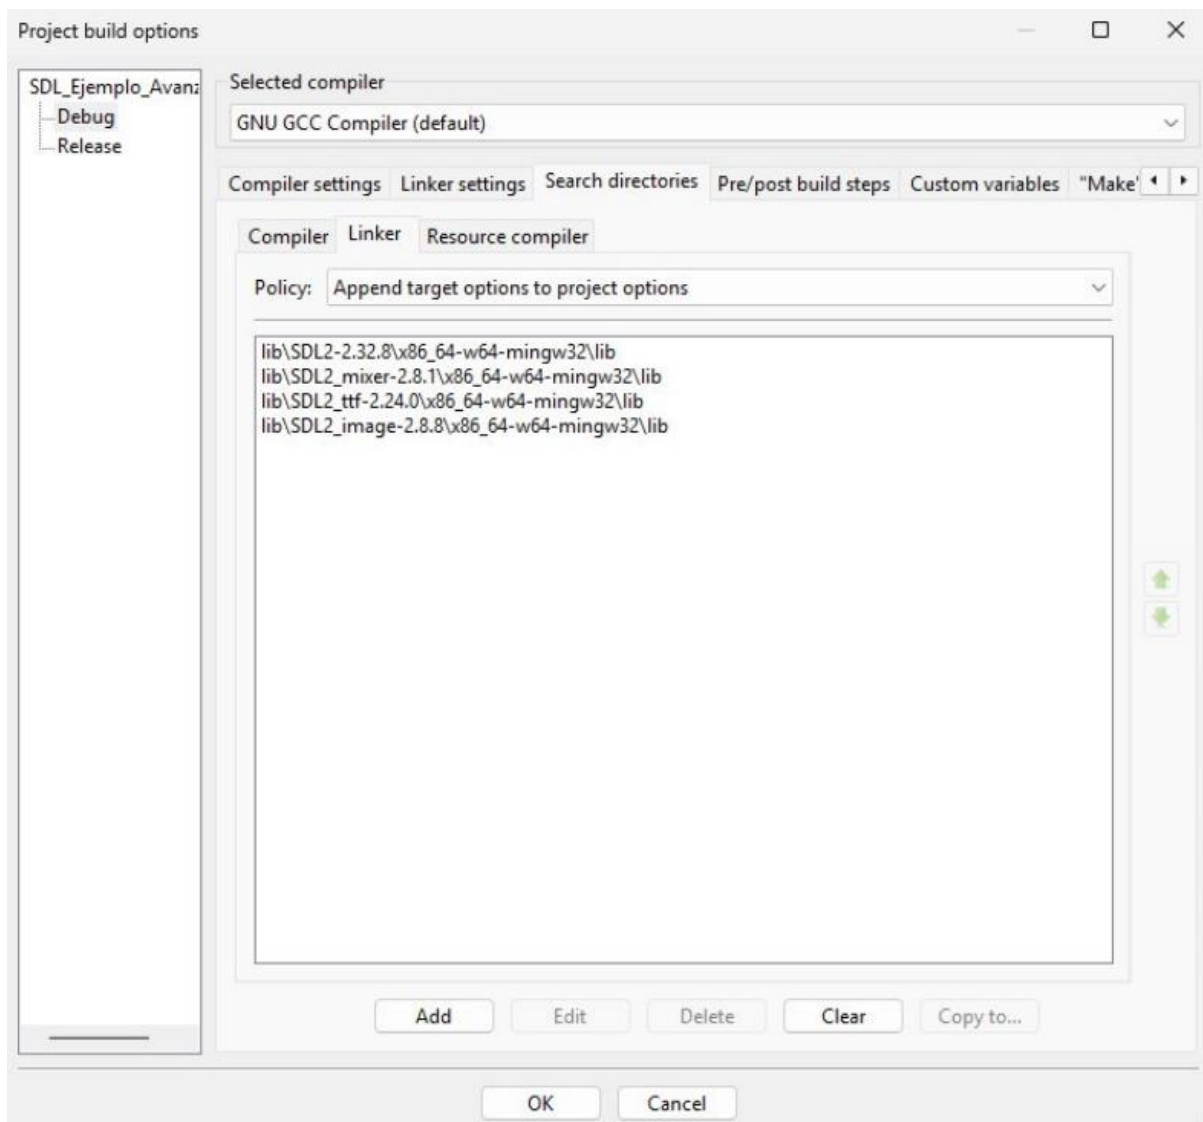 Project build options
SDL_Ejemplo_Avanz
Debug
Release
Selected compiler
GNU GCC Compiler (default)
Compiler settings Linker settings Search directories Pre/post build steps Custom variables "Make"
Compiler Linker Resource compiler
Policy: Append target options to project options
lib\SDL2-2.32.8\x86_64-w64-mingw32\lib
lib\SDL2_mixer-2.8.1\x86_64-w64-mingw32\lib
lib\SDL2_ttf-2.24.0\x86_64-w64-mingw32\lib
lib\SDL2_image-2.8.8\x86_64-w64-mingw32\lib
Add Edit Delete Clear Copy to...
OK Cancel